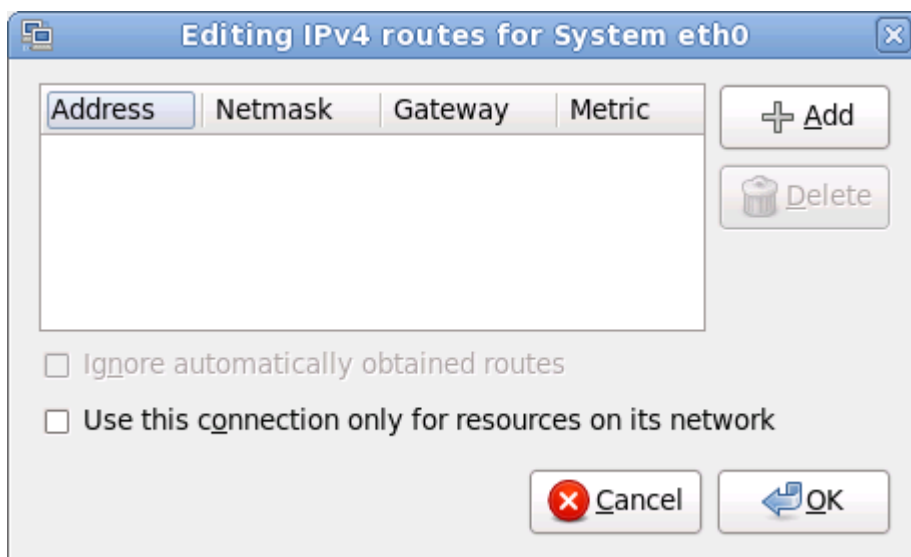 Editing IPv4 routes for System eth0
Address Netmask Gateway Metric
Add
Delete
Ignore automatically obtained routes
Use this connection only for resources on its network
Cancel OK